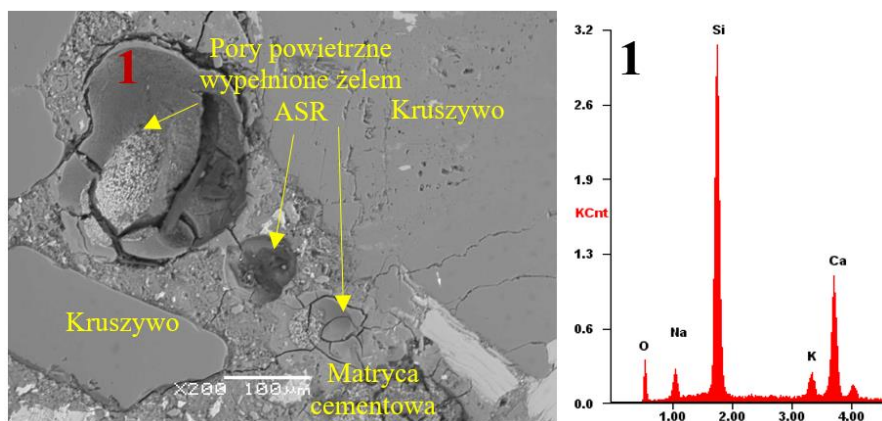 1
Pory powietrzne
wypełnione żelem
ASR
Kruszywo
Kruszywo
Matryca
cementowa
X200 100µm
1
3.2
2.6
1.9
KCnt
1.3
0.6
0.0
Si
Ca
O
Na
K
1.00 2.00 3.00 4.00